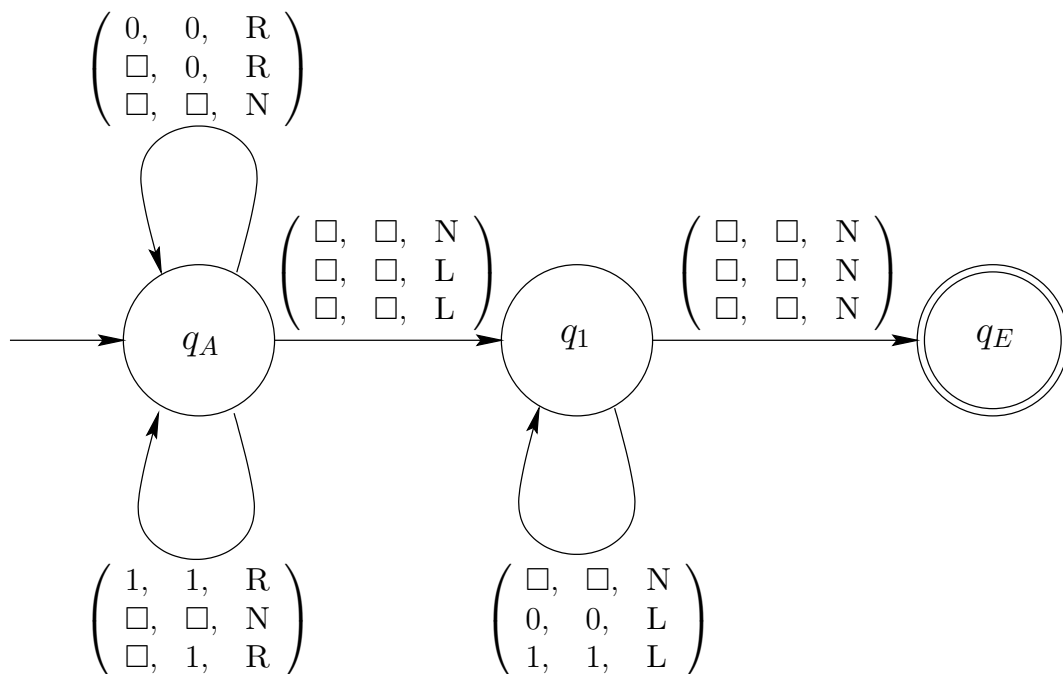 0, 0, R
□, 0, R
□, □, N
□, □, N
□, □, L
□, □, L
□, □, N
□, □, N
□, □, N
q_A
q_1
q_E
1, 1, R
□, □, N
□, 1, R
□, □, N
0, 0, L
1, 1, L